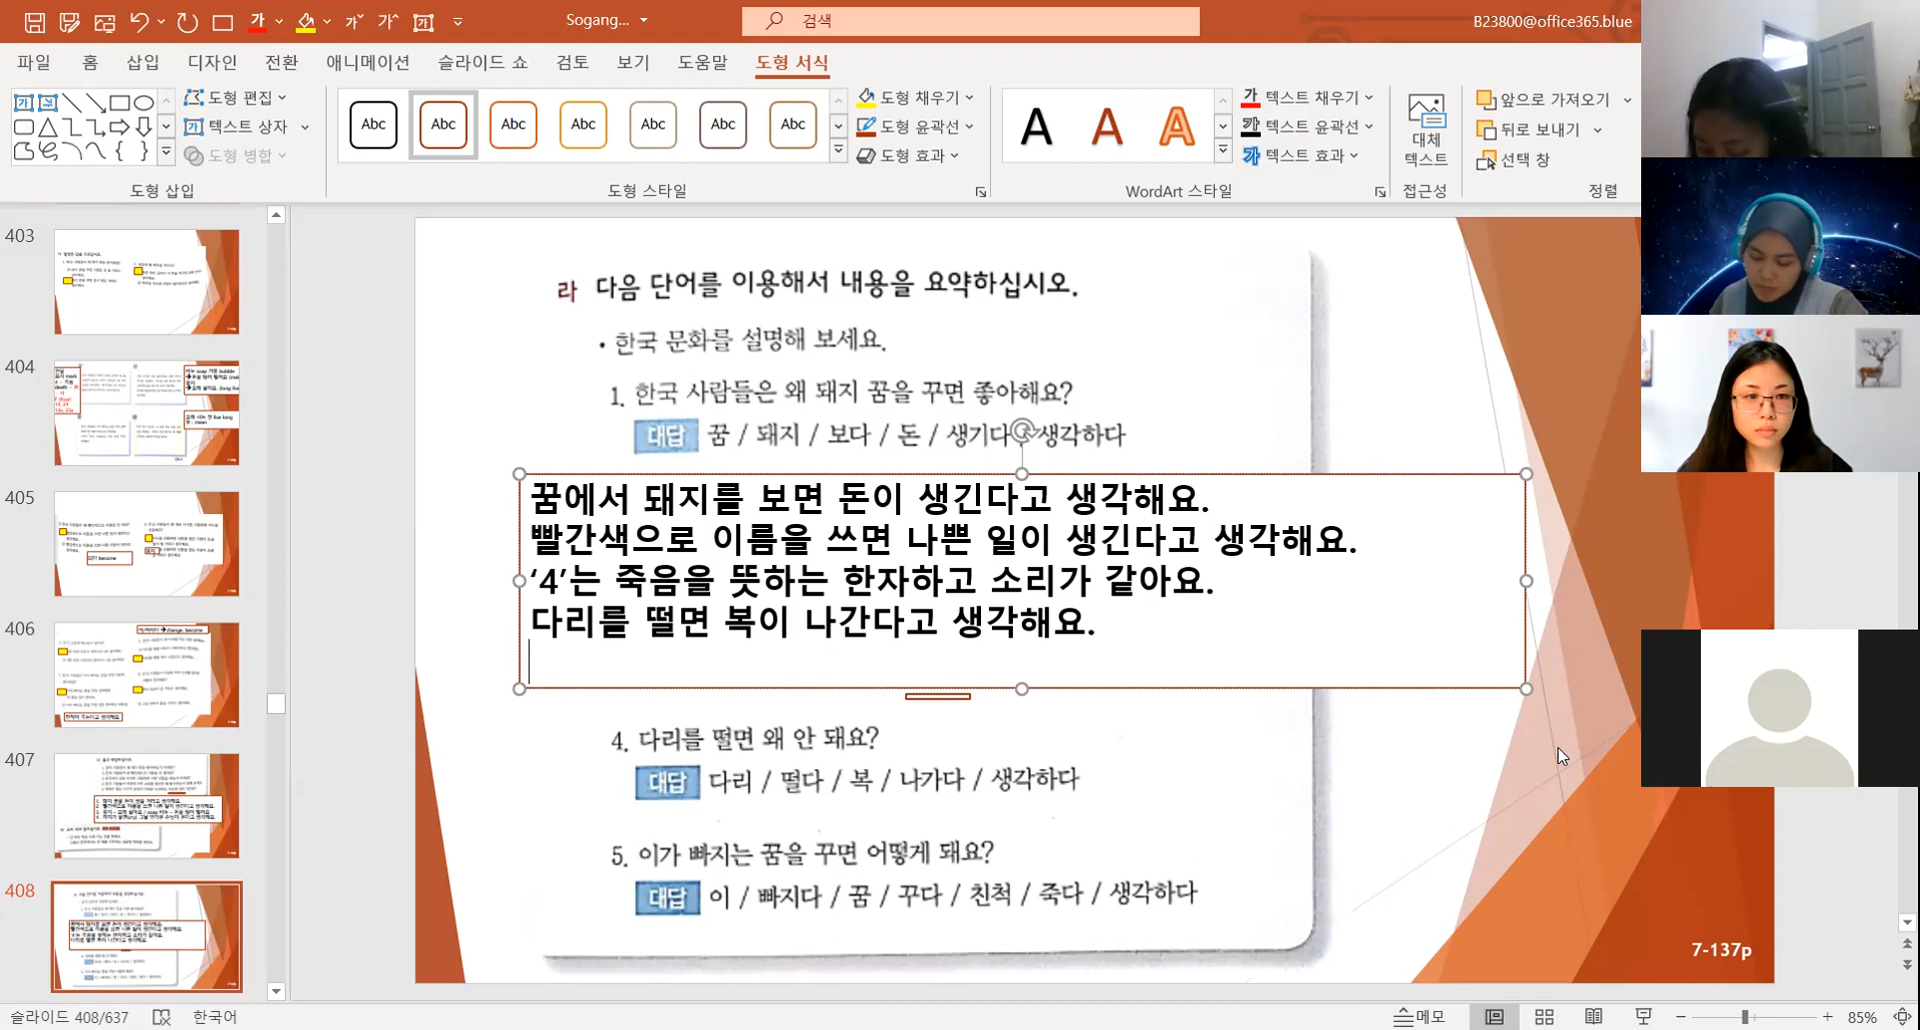 Sogang...
검색
B23800@office365.blue
파일 홈 삽입 디자인 전환 애니메이션 슬라이드 쇼 검토 보기 도움말 도형 서식
도형 편집
텍스트 상자
도형 병합
도형 삽입
Abc Abc Abc Abc Abc Abc Abc
도형 채우기
도형 윤곽선
도형 효과
도형 스타일
A A A
텍스트 채우기
텍스트 윤곽선
텍스트 효과
WordArt 스타일
대체
텍스트
접근성
앞으로 가져오기
뒤로 보내기
선택 창
정렬
403
404
405
406
407
408
라 다음 단어를 이용해서 내용을 요약하십시오.
• 한국 문화를 설명해 보세요.
1. 한국 사람들은 왜 돼지 꿈을 꾸면 좋아해요?
대답 꿈 / 돼지 / 보다 / 돈 / 생기다 생각하다
꿈에서 돼지를 보면 돈이 생긴다고 생각해요.
빨간색으로 이름을 쓰면 나쁜 일이 생긴다고 생각해요.
‘4’는 죽음을 뜻하는 한자하고 소리가 같아요.
다리를 떨면 복이 나간다고 생각해요.
4. 다리를 떨면 왜 안 돼요?
대답 다리 / 떨다 / 복 / 나가다 / 생각하다
5. 이가 빠지는 꿈을 꾸면 어떻게 돼요?
대답 이 / 빠지다 / 꿈 / 꾸다 / 친척 / 죽다 / 생각하다
7-137p
슬라이드 408/637
한국어
메모
85%